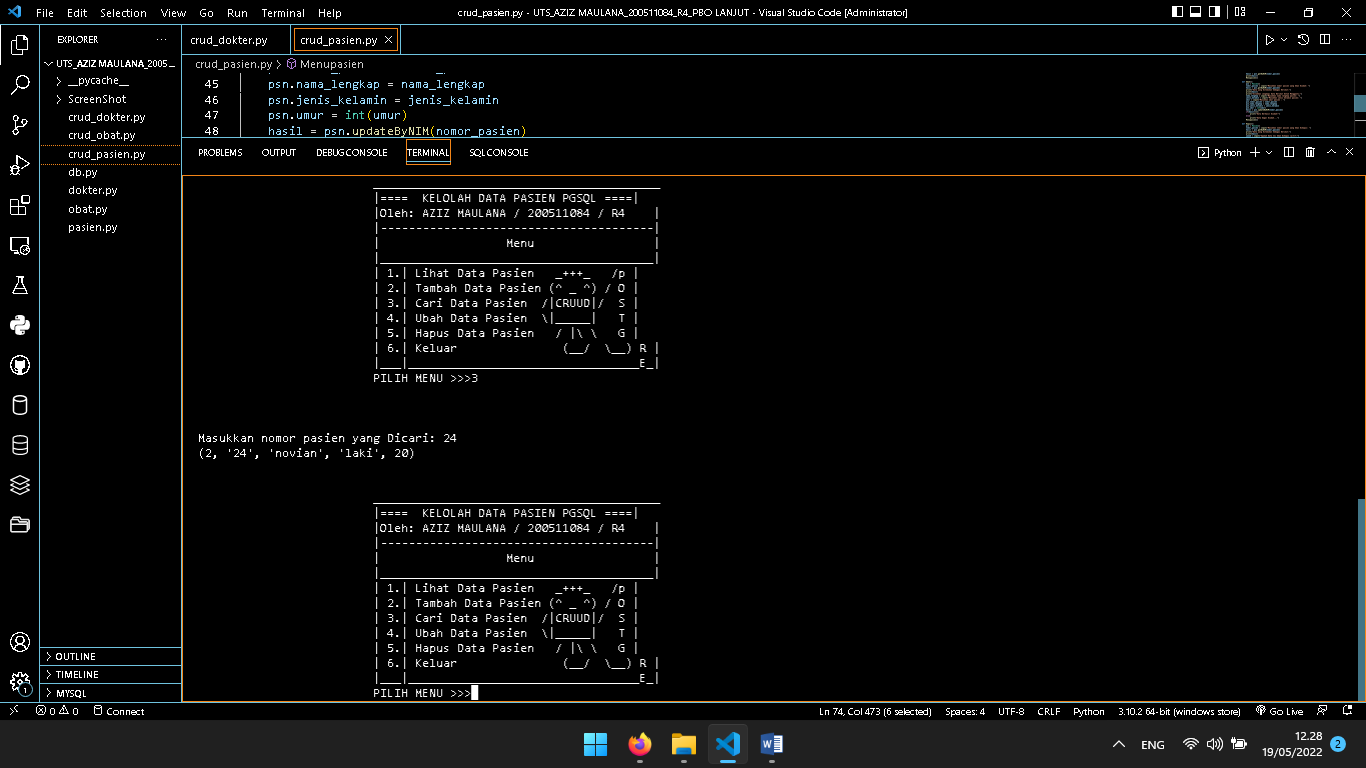 File Edit Selection View Go Run Terminal Help crud_pasien.py - UTS_AZIZ MAULANA_200511084_R4_PBO LANJUT - Visual Studio Code [Administrator]
EXPLORER ···
crud_dokter.py crud_pasien.py ×
UTS_AZIZ MAULANA_2005...
crud_pasien.py > Menupasien
__pycache__
ScreenShot
crud_dokter.py
crud_obat.py
crud_pasien.py
db.py
dokter.py
obat.py
pasien.py
45 psn.nama_lengkap = nama_lengkap
46 psn.jenis_kelamin = jenis_kelamin
47 psn.umur = int(umur)
48 hasil = psn.updateByNIM(nomor_pasien)
PROBLEMS OUTPUT DEBUG CONSOLE TERMINAL SQL CONSOLE Python
|==== KELOLAH DATA PASIEN PGSQL ====|
|Oleh: AZIZ MAULANA / 200511084 / R4 |
|---------------------------------------|
| Menu |
|_______________________________________|
| 1.| Lihat Data Pasien _+++_ /p |
| 2.| Tambah Data Pasien (^ _ ^) / O |
| 3.| Cari Data Pasien /|CRUUD|/ S |
| 4.| Ubah Data Pasien \|_____| T |
| 5.| Hapus Data Pasien / |\ \ G |
| 6.| Keluar (__/ \__) R |
|___|_________________________________E_|
PILIH MENU >>>3
Masukkan nomor pasien yang Dicari: 24
(2, '24', 'novian', 'laki', 20)
|==== KELOLAH DATA PASIEN PGSQL ====|
|Oleh: AZIZ MAULANA / 200511084 / R4 |
|---------------------------------------|
| Menu |
|_______________________________________|
| 1.| Lihat Data Pasien _+++_ /p |
| 2.| Tambah Data Pasien (^ _ ^) / O |
| 3.| Cari Data Pasien /|CRUUD|/ S |
| 4.| Ubah Data Pasien \|_____| T |
| 5.| Hapus Data Pasien / |\ \ G |
| 6.| Keluar (__/ \__) R |
|___|_________________________________E_|
PILIH MENU >>>
OUTLINE
TIMELINE
MYSQL
1
0 0 Connect Ln 74, Col 473 (6 selected) Spaces: 4 UTF-8 CRLF Python 3.10.2 64-bit (windows store) Go Live
ENG 12.28
19/05/2022 2